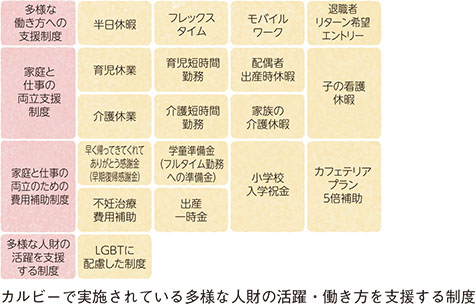 多様な
働き方への
支援制度
半日休暇
フレックス
タイム
モバイル
ワーク
退職者
リターン希望
エントリー
家庭と
仕事の
両立支援
制度
育児休業
育児短時間
勤務
配偶者
出産時休暇
子の看護
休暇
介護休業
介護短時間
勤務
家族の
介護休暇
家庭と仕事の
両立のための
費用補助制度
早く帰ってきてくれて
ありがとう感謝金
(早期復帰感謝金)
学童準備金
(フルタイム勤務
への準備金)
小学校
入学祝金
カフェテリア
プラン
5倍補助
不妊治療
費用補助
出産
一時金
多様な人財の
活躍を支援
する制度
LGBTに
配慮した制度
カルビーで実施されている多様な人財の活躍・働き方を支援する制度